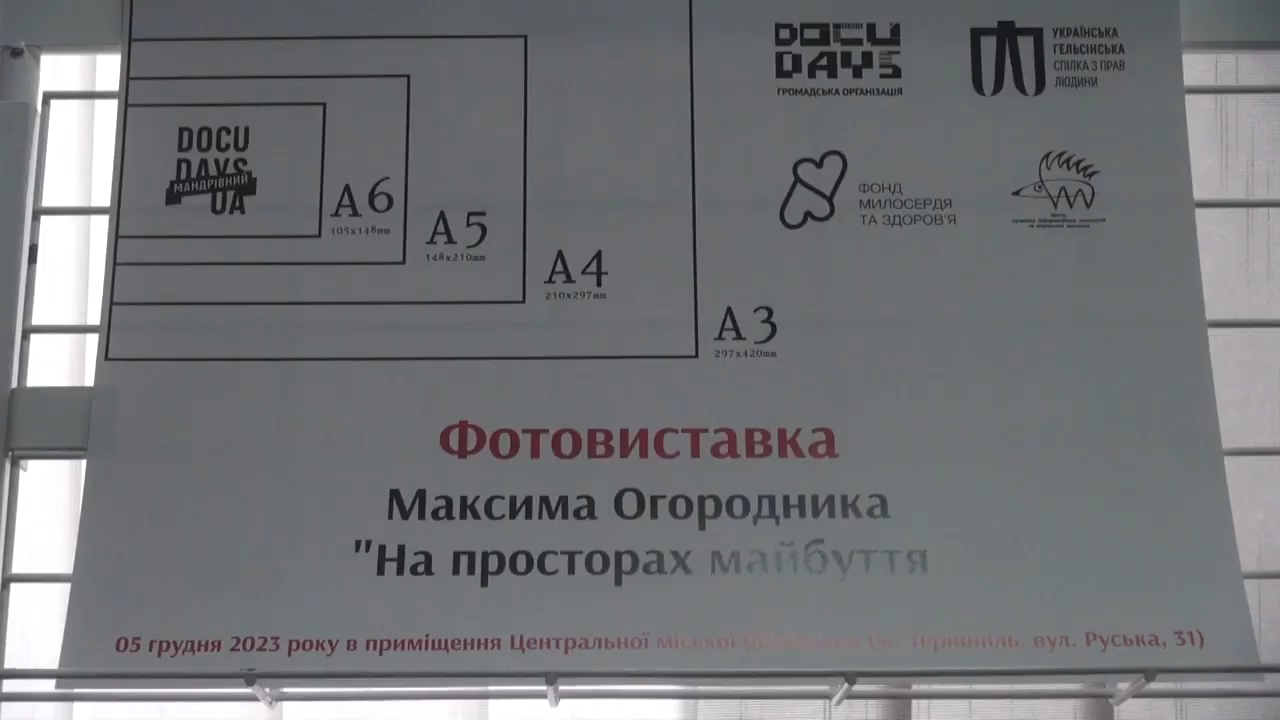 DOCU
DAYS
МАНДРІВНИЙ
UA
A6
105x148mm
A5
148x210mm
A4
210x297mm
A3
297x420mm
DOCU
DAYS
ГРОМАДСЬКА ОРГАНІЗАЦІЯ
УКРАЇНСЬКА
ГЕЛЬСІНСЬКА
СПІЛКА З ПРАВ
ЛЮДИНИ
ФОНД
МИЛОСЕРДЯ
ТА ЗДОРОВ'Я
Фотовиставка
Максима Огородника
"На просторах майбуття
05 грудня 2023 року в приміщення Центральної міської бібліотеки (м. Тернопіль. вул. Руська, 31)